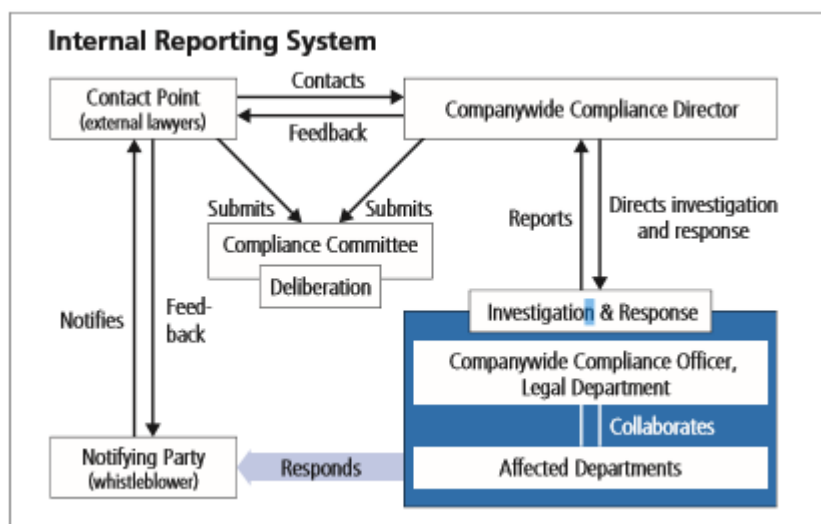 Internal Reporting System
Contact Point
(external lawyers)
Contacts
Feedback
Companywide Compliance Director
Submits
Submits
Compliance Committee
Deliberation
Reports
Directs investigation
and response
Notifies
Feed-
back
Investigation & Response
Companywide Compliance Officer,
Legal Department
Collaborates
Affected Departments
Responds
Notifying Party
(whistleblower)